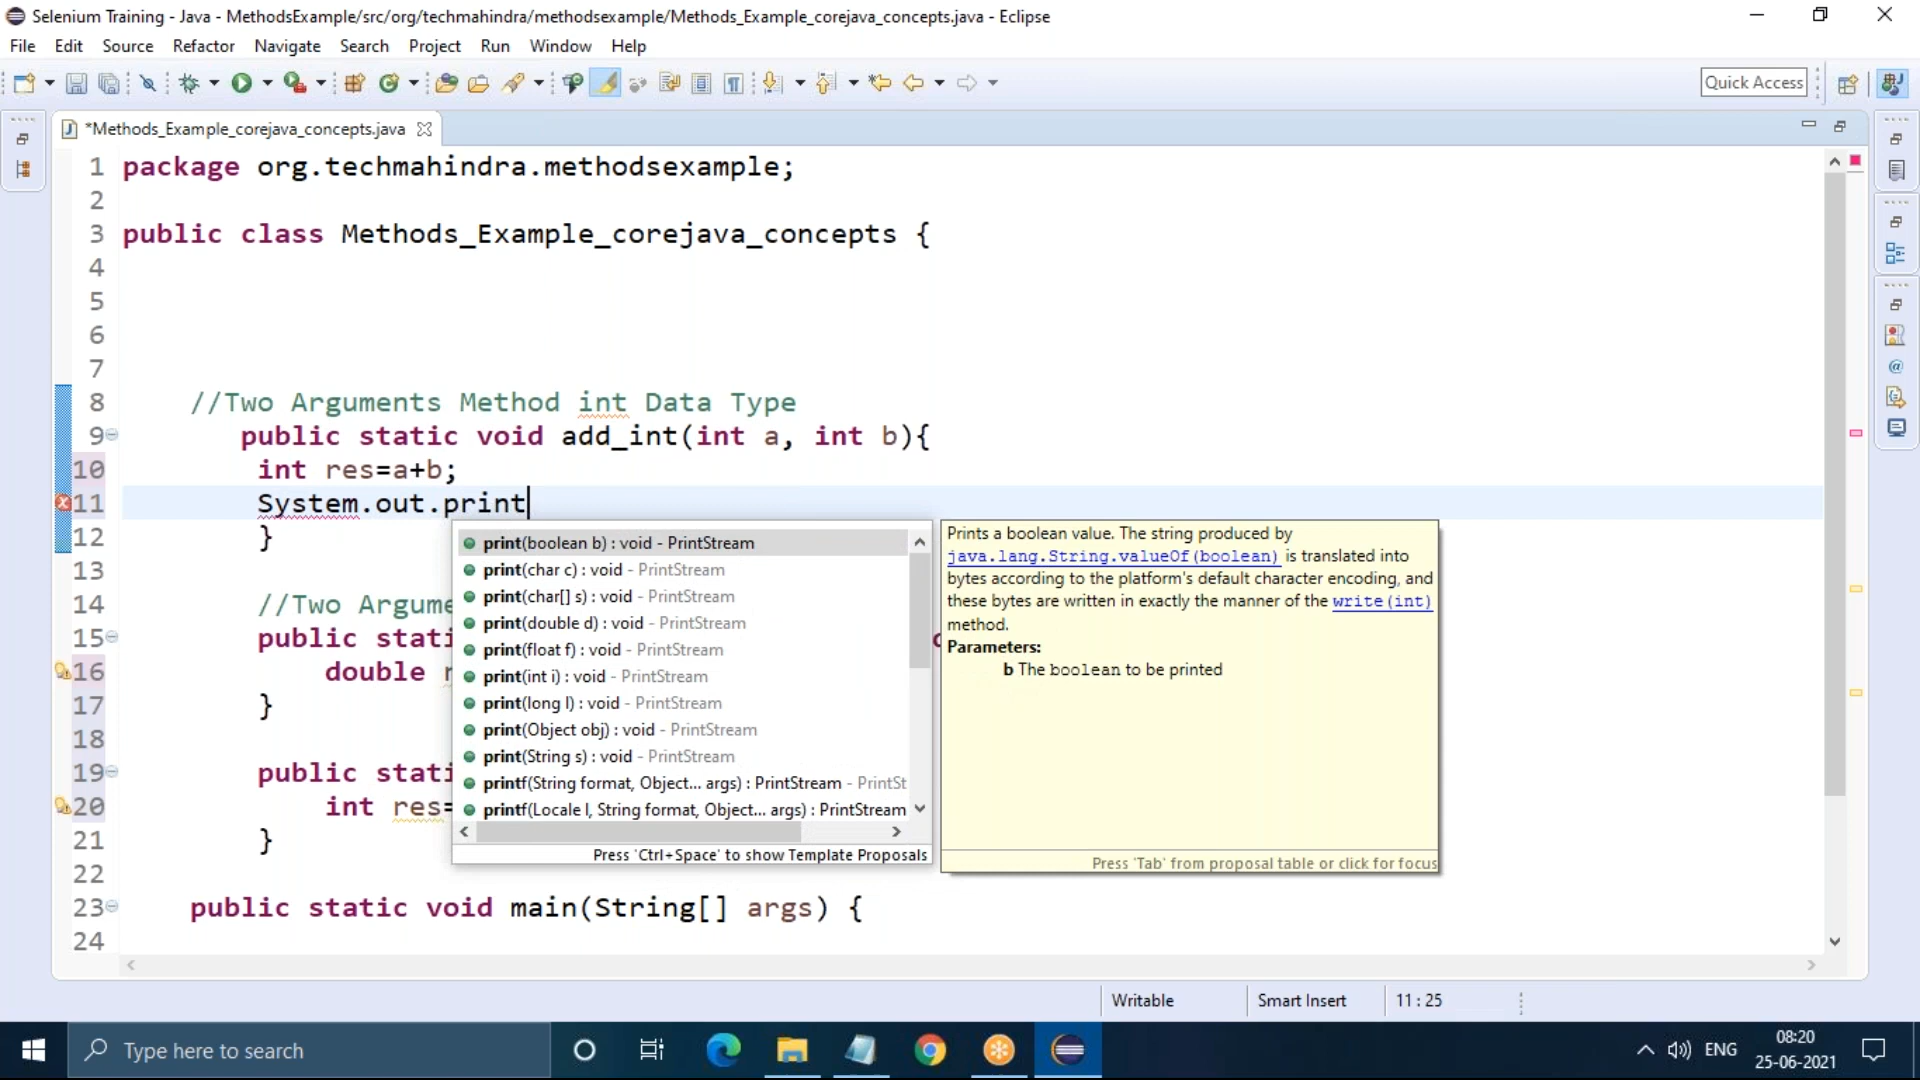 Selenium Training - Java - MethodsExample/src/org/techmahindra/methodsexample/Methods_Example_corejava_concepts.java - Eclipse
File Edit Source Refactor Navigate Search Project Run Window Help
Quick Access
*Methods_Example_corejava_concepts.java
1 package org.techmahindra.methodsexample;
2
3 public class Methods_Example_corejava_concepts {
4
5
6
7
8 //Two Arguments Method int Data Type
9 public static void add_int(int a, int b){
10 int res=a+b;
11 System.out.print
12 }
13
14 //Two Argume
15 public stati
16 double
17 }
18
19 public stati
20 int res=
21 }
22
23 public static void main(String[] args) {
24
print(boolean b) : void - PrintStream
print(char c) : void - PrintStream
print(char[] s) : void - PrintStream
print(double d) : void - PrintStream
print(float f) : void - PrintStream
print(int i) : void - PrintStream
print(long l) : void - PrintStream
print(Object obj) : void - PrintStream
print(String s) : void - PrintStream
printf(String format, Object... args) : PrintStream - PrintSt
printf(Locale l, String format, Object... args) : PrintStream
Press 'Ctrl+Space' to show Template Proposals
Prints a boolean value. The string produced by
java.lang.String.valueOf(boolean) is translated into
bytes according to the platform's default character encoding, and
these bytes are written in exactly the manner of the write(int)
method.
Parameters:
b The boolean to be printed
Press 'Tab' from proposal table or click for focus
Writable Smart Insert 11 : 25
Type here to search
ENG
08:20
25-06-2021